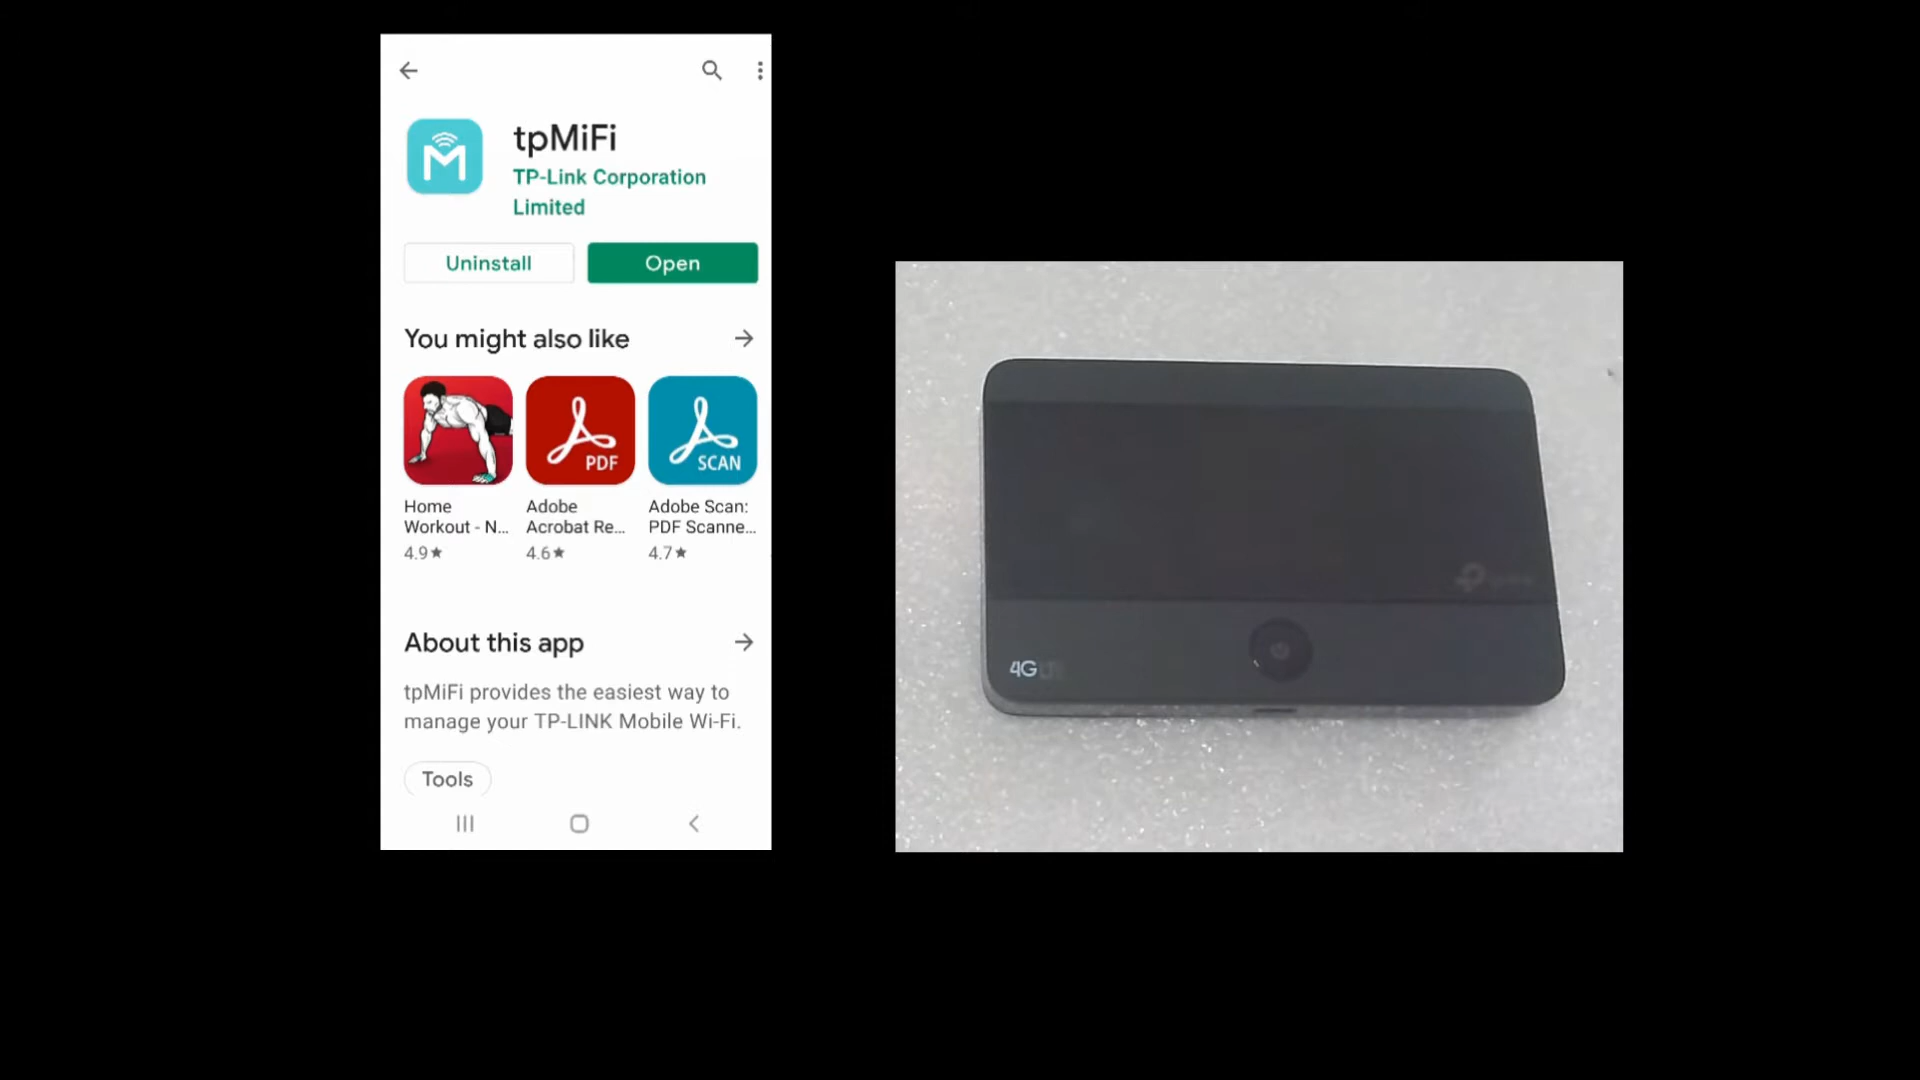 tpMiFi
TP-Link Corporation
Limited
Uninstall
Open
You might also like
PDF
SCAN
Home
Workout - N...
4.9★
Adobe
Acrobat Re...
4.6★
Adobe Scan:
PDF Scanne...
4.7★
About this app
tpMiFi provides the easiest way to
manage your TP-LINK Mobile Wi-Fi.
Tools
4G